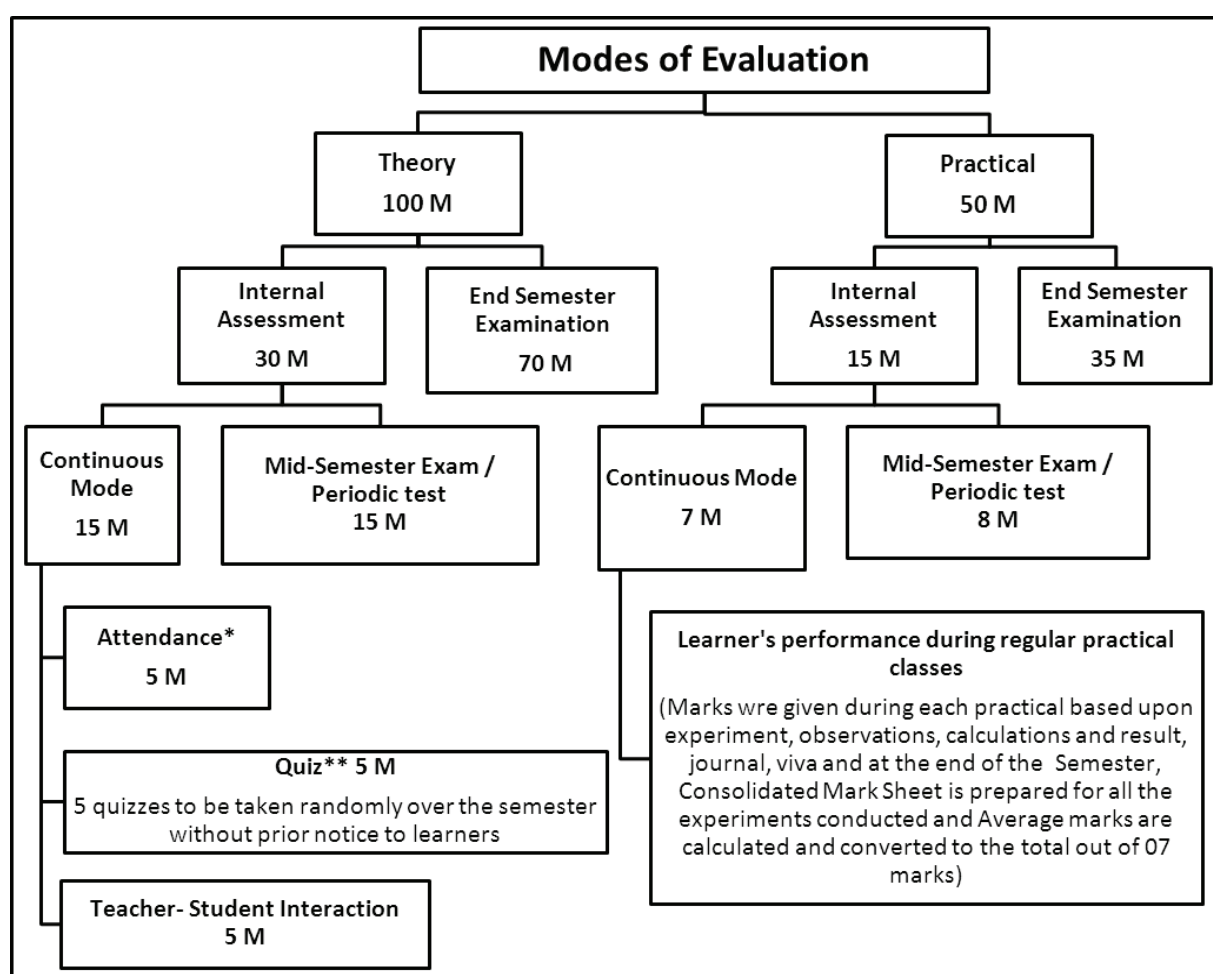 Modes of Evaluation
Theory
100 M
Practical
50 M
Internal
Assessment
30 M
End Semester
Examination
70 M
Internal
Assessment
15 M
End Semester
Examination
35 M
Continuous
Mode
15 M
Mid-Semester Exam /
Periodic test
15 M
Continuous Mode
7 M
Mid-Semester Exam /
Periodic test
8 M
Attendance*
5 M
Quiz** 5 M
5 quizzes to be taken randomly over the semester
without prior notice to learners
Teacher- Student Interaction
5 M
Learner's performance during regular practical
classes
(Marks wre given during each practical based upon
experiment, observations, calculations and result,
journal, viva and at the end of the Semester,
Consolidated Mark Sheet is prepared for all the
experiments conducted and Average marks are
calculated and converted to the total out of 07
marks)